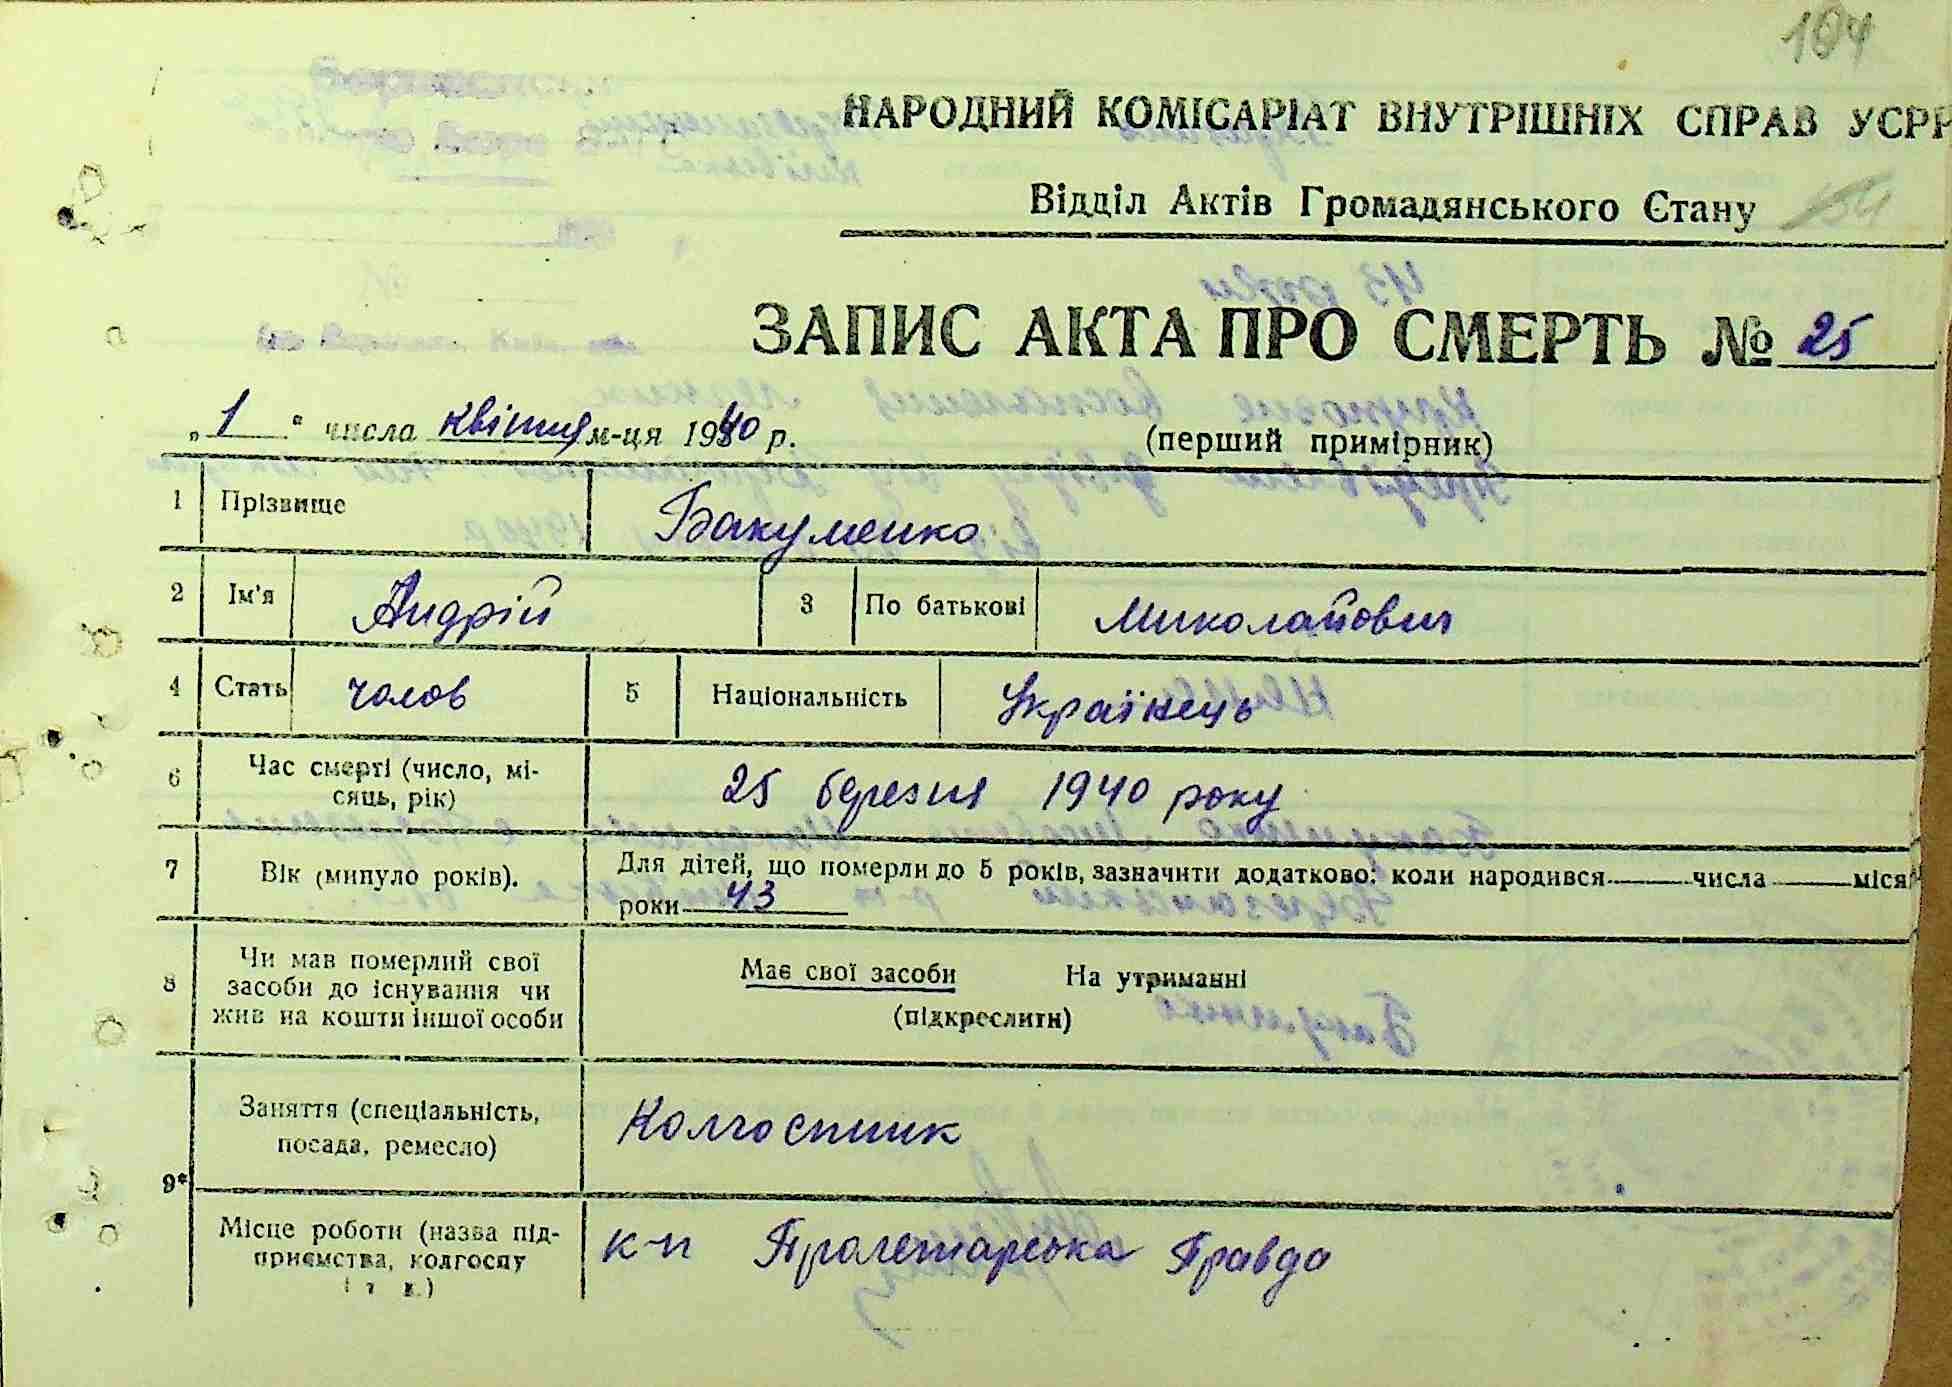 104
НАРОДНИЙ КОМІСАРІАТ ВНУТРІШНІХ СПРАВ УСРР
Відділ Актів Громадянського Стану
ЗАПИС АКТА ПРО СМЕРТЬ № 25
„1“ числа квітня м-ця 1940 р.
(перший примірник)
1 Прізвище Бакуменко
2 Ім'я Андрій 3 По батькові Миколайович
4 Стать чолов 5 Національність Українець
6 Час смерті (число, мі-
сяць, рік) 25 березня 1940 року
7 Вік (минуло років). Для дітей, що померли до 5 років, зазначити додатково: коли народився числа міся
роки 43
8 Чи мав померлий свої
засоби до існування чи
жив на кошти іншої особи
Має свої засоби На утриманні
(підкреслити)
9* Заняття (спеціальність,
посада, ремесло) Колгоспник
Місце роботи (назва під-
приємства, колгоспу
і т. д.) к-п Пролетарська Правда